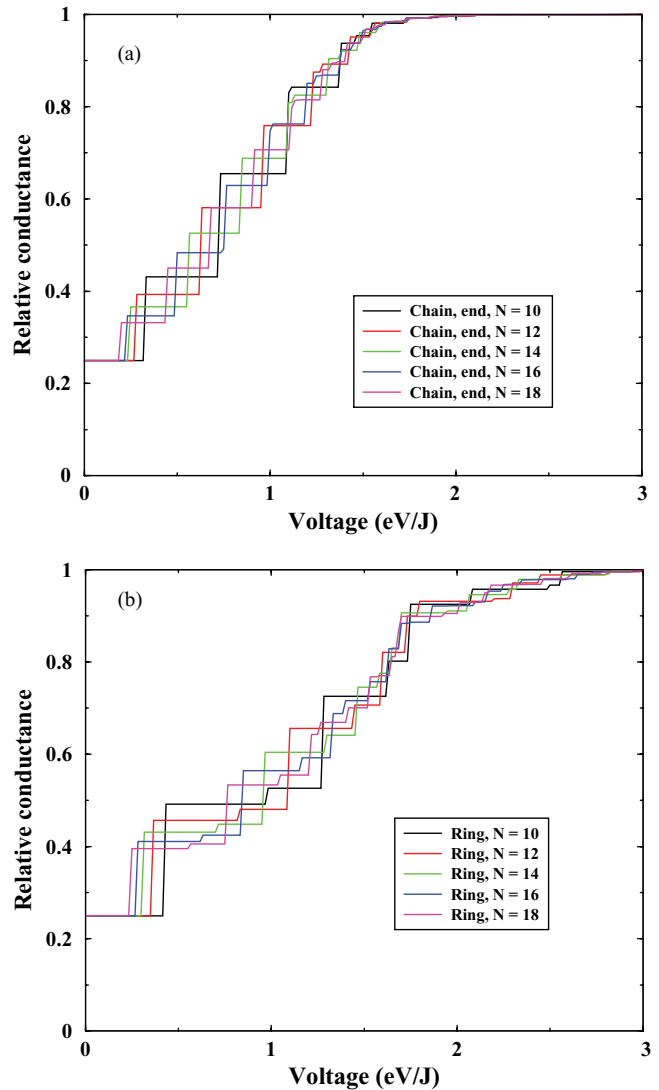 1
(a)
0.8
Relative conductance
0.6
0.4
Chain, end, N = 10
Chain, end, N = 12
Chain, end, N = 14
Chain, end, N = 16
Chain, end, N = 18
0.2
0
0 1 2 3
Voltage (eV/J)
1
(b)
0.8
Relative conductance
0.6
0.4
Ring, N = 10
Ring, N = 12
Ring, N = 14
Ring, N = 16
Ring, N = 18
0.2
0
0 1 2 3
Voltage (eV/J)